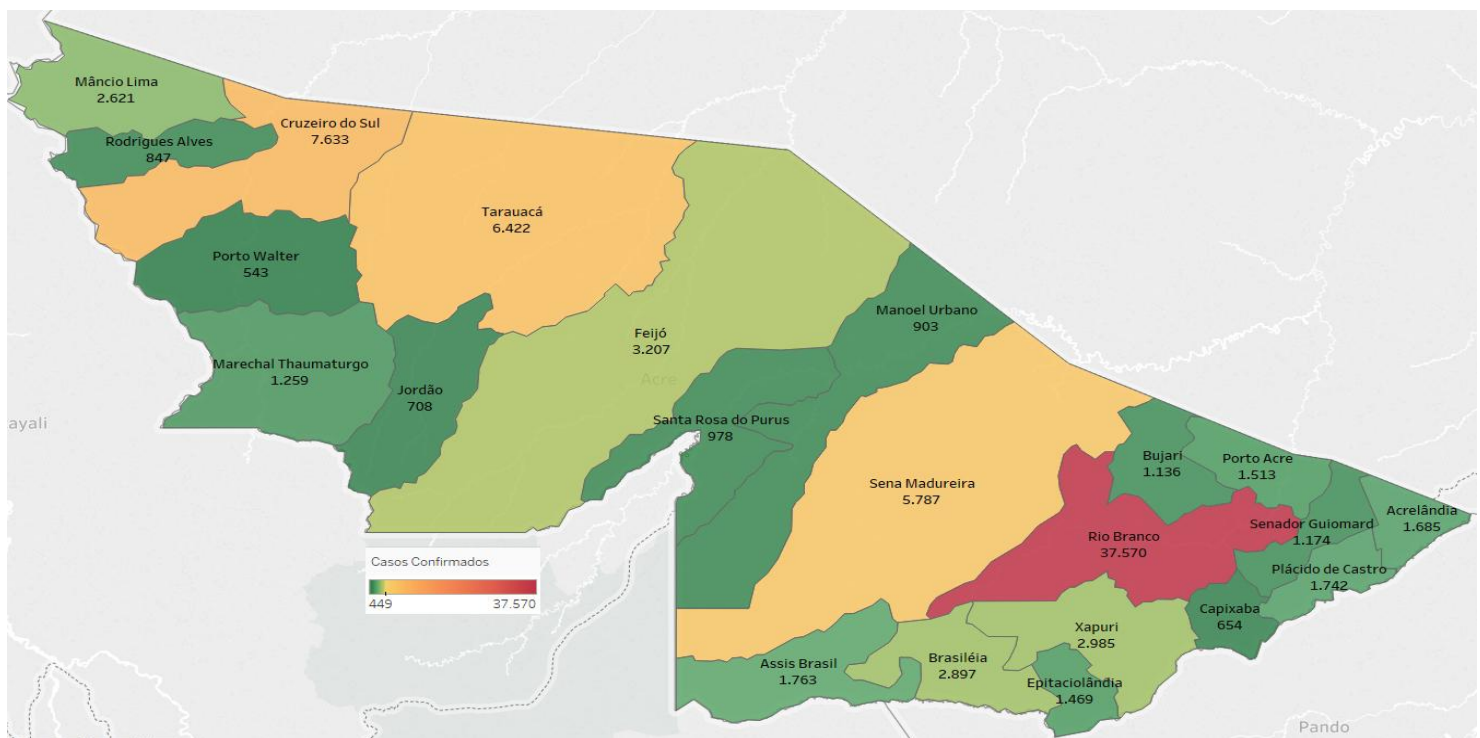 Mâncio Lima
2.621
Cruzeiro do Sul
7.633
Rodrigues Alves
847
Tarauacá
6.422
Porto Walter
543
Manoel Urbano
903
Feijó
3.207
Marechal Thaumaturgo
1.259
Acre
Jordão
708
Santa Rosa do Purus
978
ayali
Bujari
1.136
Porto Acre
1.513
Sena Madureira
5.787
Acrelândia
1.685
Senador Guiomard
1.174
Rio Branco
37.570
Plácido de Castro
1.742
Casos Confirmados
449
37.570
Capixaba
654
Xapuri
2.985
Brasiléia
2.897
Assis Brasil
1.763
Epitaciolândia
1.469
Pando